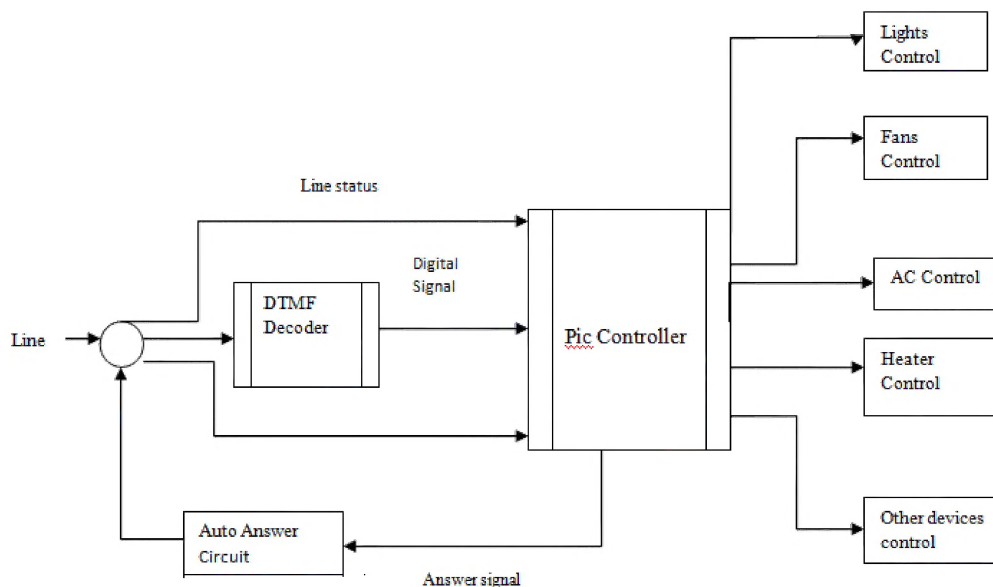 Lights
Control
Fans
Control
Line status
Digital
Signal
AC Control
DTMF
Decoder
Line
Pic Controller
Heater
Control
Auto Answer
Circuit
Other devices
control
Answer signal